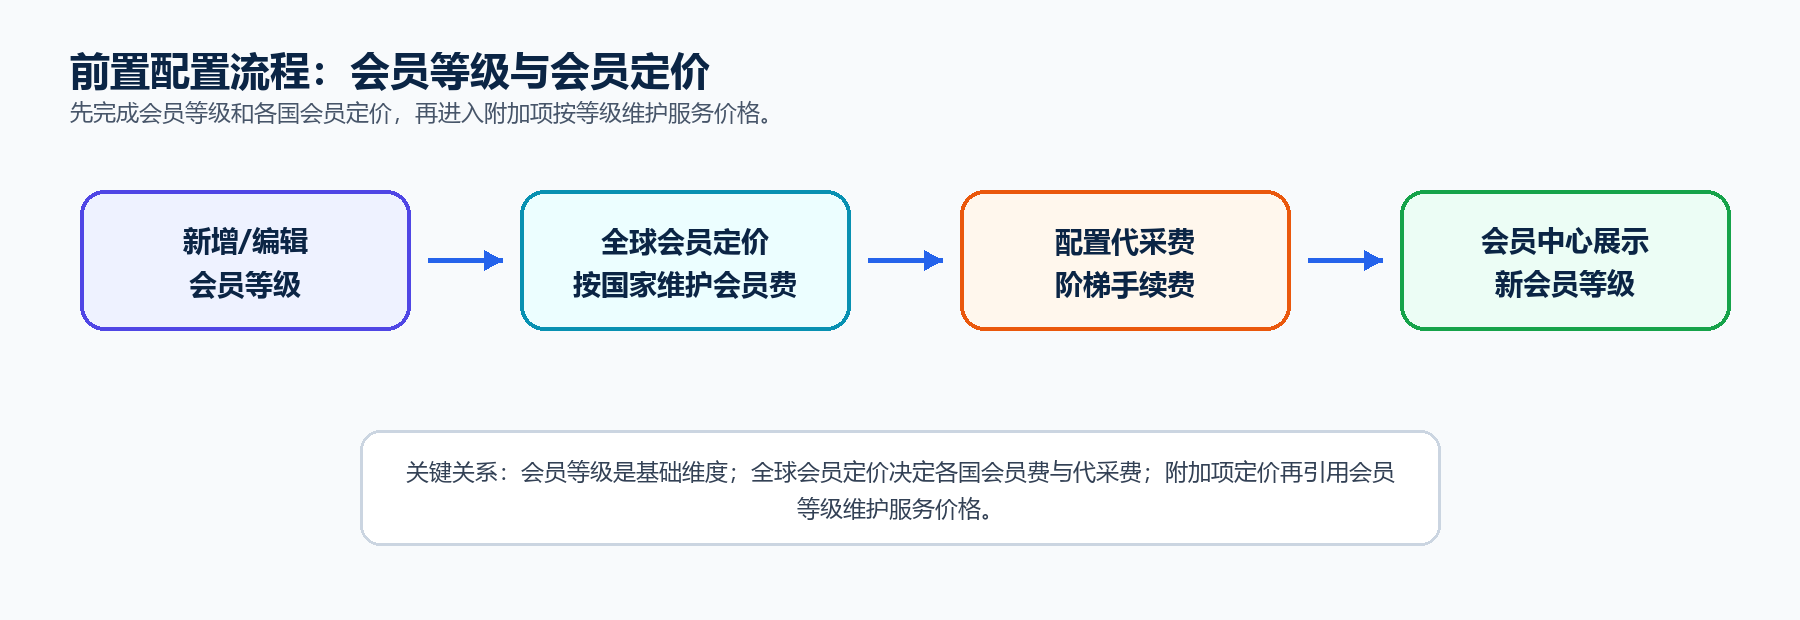 前置配置流程：会员等级与会员定价
先完成会员等级和各国会员定价，再进入附加项按等级维护服务价格。
新增/编辑
会员等级
全球会员定价
按国家维护会员费
配置代采费
阶梯手续费
会员中心展示
新会员等级
关键关系：会员等级是基础维度；全球会员定价决定各国会员费与代采费；附加项定价再引用会员
等级维护服务价格。